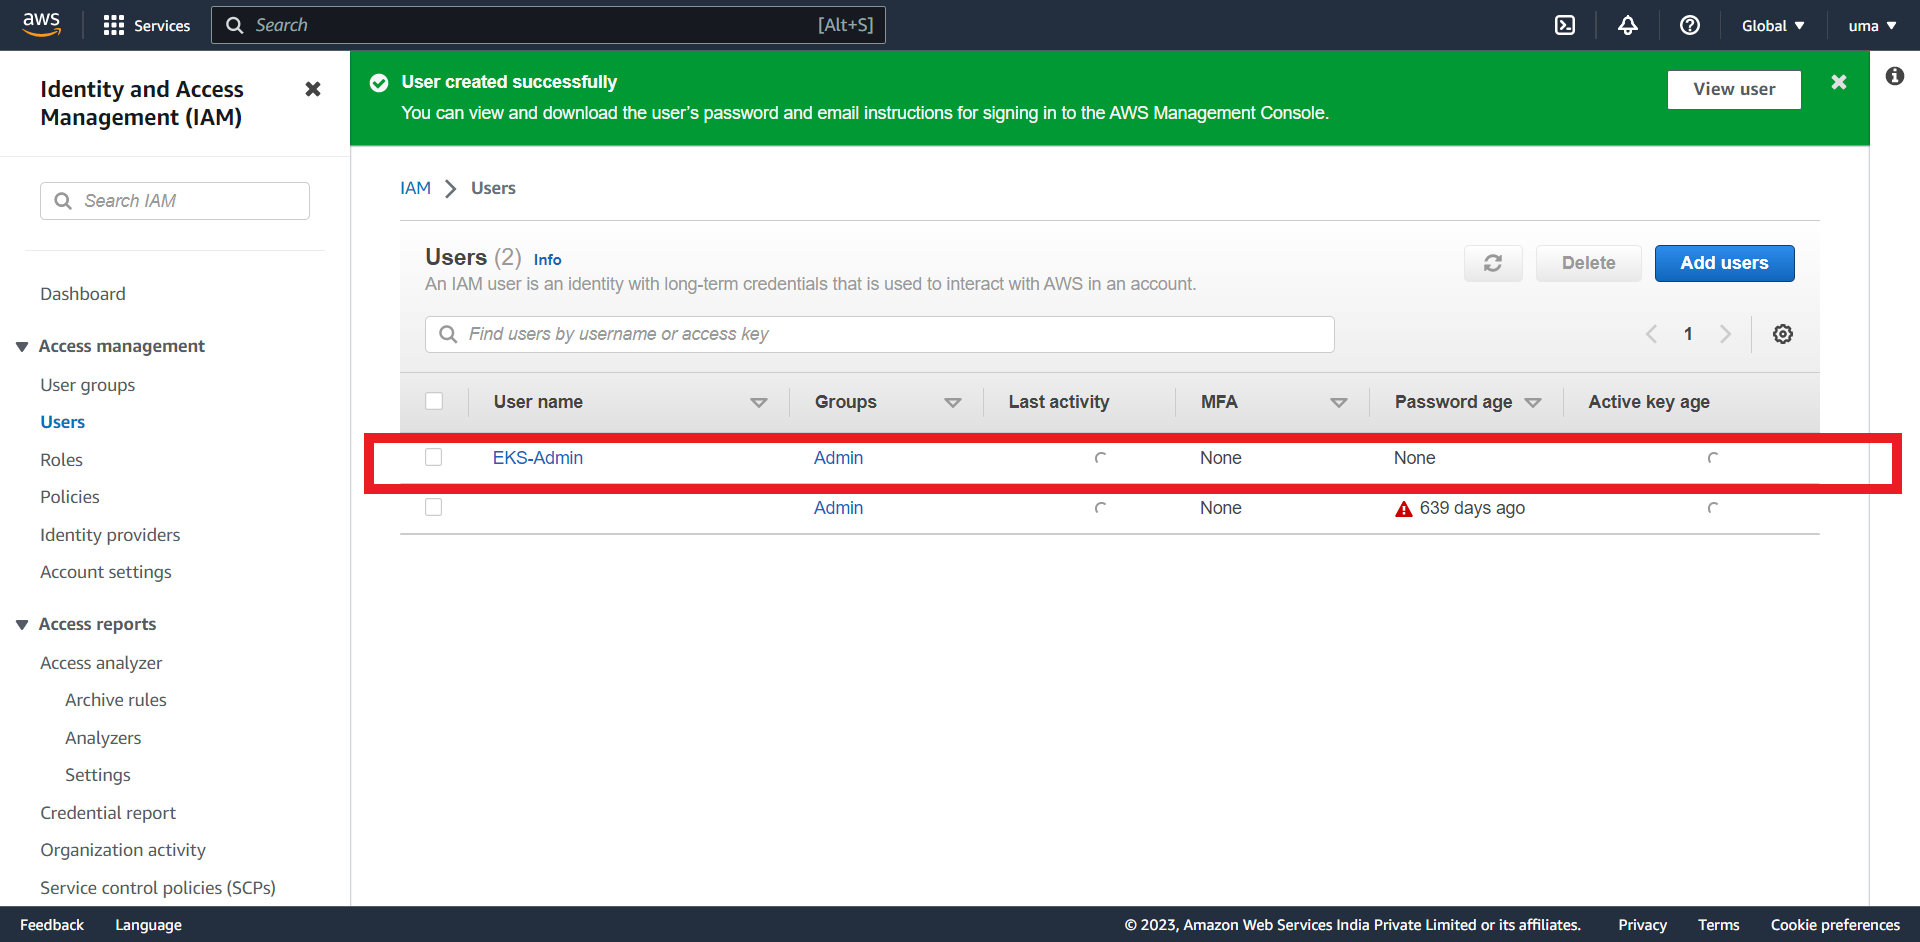 aws
Services
Search [Alt+S]
Global
uma
Identity and Access
Management (IAM)
Search IAM
Dashboard
Access management
User groups
Users
Roles
Policies
Identity providers
Account settings
Access reports
Access analyzer
Archive rules
Analyzers
Settings
Credential report
Organization activity
Service control policies (SCPs)
User created successfully
You can view and download the user's password and email instructions for signing in to the AWS Management Console.
View user
IAM > Users
Users (2) Info
An IAM user is an identity with long-term credentials that is used to interact with AWS in an account.
Delete
Add users
Find users by username or access key
1
User name Groups Last activity MFA Password age Active key age
EKS-Admin Admin None None
Admin None 639 days ago
Feedback Language © 2023, Amazon Web Services India Private Limited or its affiliates. Privacy Terms Cookie preferences